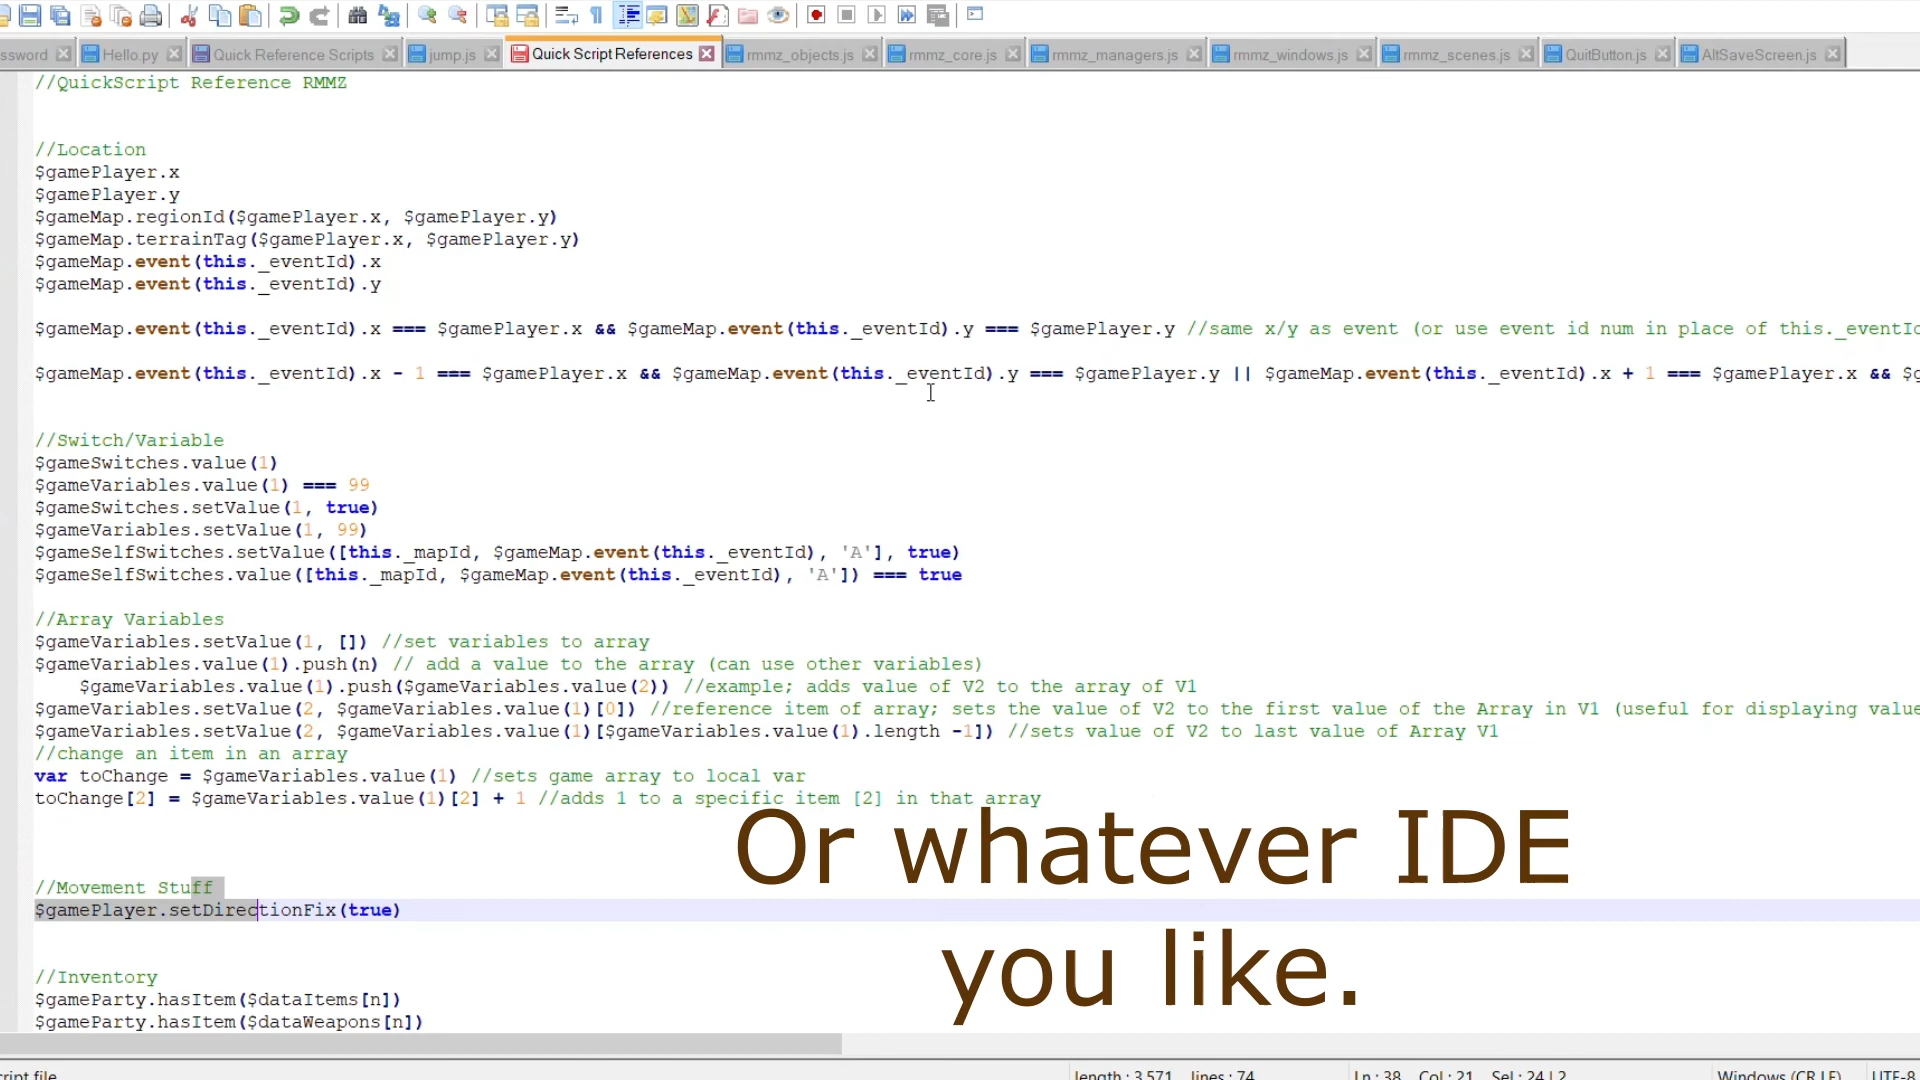 ssword Hello.py Quick Reference Scripts jump.js Quick Script References rmmz_objects.js rmmz_core.js rmmz_managers.js rmmz_windows.js rmmz_scenes.js QuitButton.js AltSaveScreen.js
//QuickScript Reference RMMZ
//Location
$gamePlayer.x
$gamePlayer.y
$gameMap.regionId($gamePlayer.x, $gamePlayer.y)
$gameMap.terrainTag($gamePlayer.x, $gamePlayer.y)
$gameMap.event(this._eventId).x
$gameMap.event(this._eventId).y
$gameMap.event(this._eventId).x === $gamePlayer.x && $gameMap.event(this._eventId).y === $gamePlayer.y //same x/y as event (or use event id num in place of this._eventId
$gameMap.event(this._eventId).x - 1 === $gamePlayer.x && $gameMap.event(this._eventId).y === $gamePlayer.y || $gameMap.event(this._eventId).x + 1 === $gamePlayer.x && $g
//Switch/Variable
$gameSwitches.value(1)
$gameVariables.value(1) === 99
$gameSwitches.setValue(1, true)
$gameVariables.setValue(1, 99)
$gameSelfSwitches.setValue([this._mapId, $gameMap.event(this._eventId), 'A'], true)
$gameSelfSwitches.value([this._mapId, $gameMap.event(this._eventId), 'A']) === true
//Array Variables
$gameVariables.setValue(1, []) //set variables to array
$gameVariables.value(1).push(n) // add a value to the array (can use other variables)
$gameVariables.value(1).push($gameVariables.value(2)) //example; adds value of V2 to the array of V1
$gameVariables.setValue(2, $gameVariables.value(1)[0]) //reference item of array; sets the value of V2 to the first value of the Array in V1 (useful for displaying value
$gameVariables.setValue(2, $gameVariables.value(1)[$gameVariables.value(1).length -1]) //sets value of V2 to last value of Array V1
//change an item in an array
var toChange = $gameVariables.value(1) //sets game array to local var
toChange[2] = $gameVariables.value(1)[2] + 1 //adds 1 to a specific item [2] in that array
Or whatever IDE
you like.
//Movement Stuff
$gamePlayer.setDirectionFix(true)
//Inventory
$gameParty.hasItem($dataItems[n])
$gameParty.hasItem($dataWeapons[n])
cript file length : 3,571 lines : 74 Ln : 38 Col : 21 Sel : 24 | 2 Windows (CR LF) UTF-8